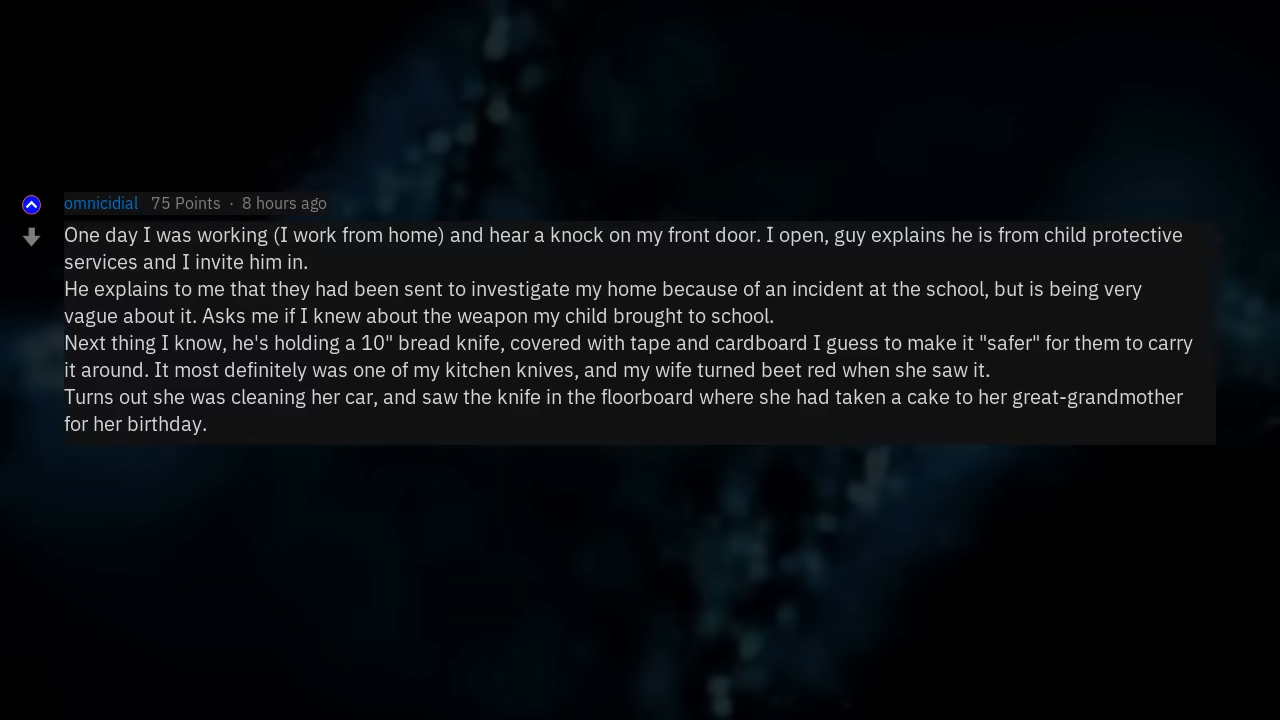 omnicidial 75 Points · 8 hours ago
One day I was working (I work from home) and hear a knock on my front door. I open, guy explains he is from child protective
services and I invite him in.
He explains to me that they had been sent to investigate my home because of an incident at the school, but is being very
vague about it. Asks me if I knew about the weapon my child brought to school.
Next thing I know, he's holding a 10" bread knife, covered with tape and cardboard I guess to make it "safer" for them to carry
it around. It most definitely was one of my kitchen knives, and my wife turned beet red when she saw it.
Turns out she was cleaning her car, and saw the knife in the floorboard where she had taken a cake to her great-grandmother
for her birthday.